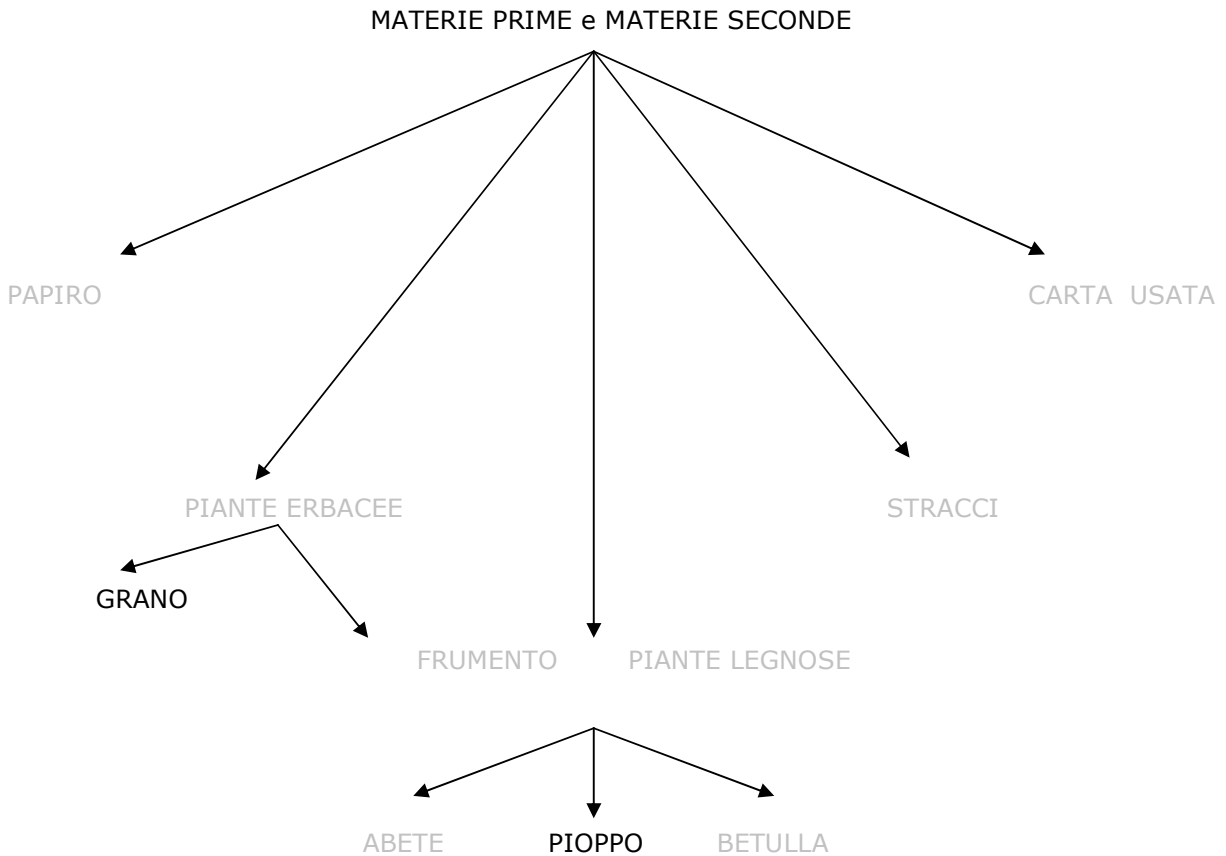 MATERIE PRIME e MATERIE SECONDE
PAPIRO
CARTA USATA
PIANTE ERBACEE
STRACCI
GRANO
FRUMENTO
PIANTE LEGNOSE
ABETE
PIOPPO
BETULLA